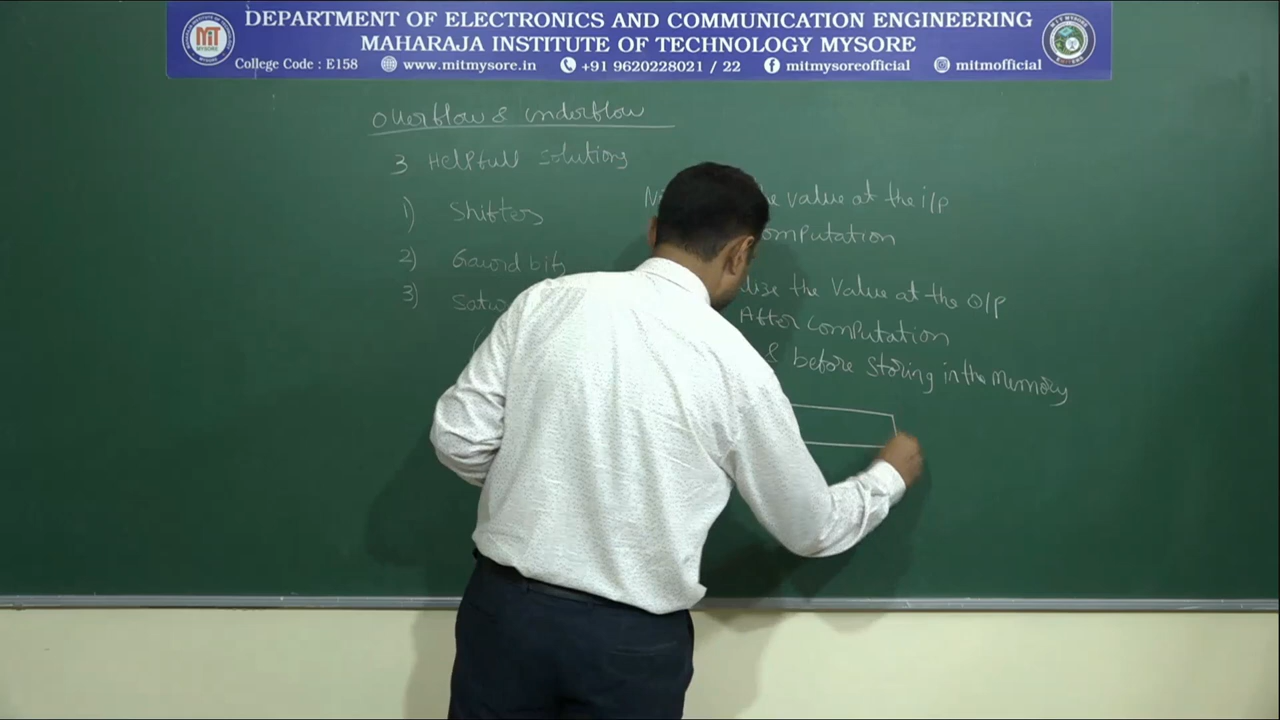 DEPARTMENT OF ELECTRONICS AND COMMUNICATION ENGINEERING
MAHARAJA INSTITUTE OF TECHNOLOGY MYSORE
College Code : E158 www.mitmysore.in +91 9620228021 / 22 mitmysoreofficial mitmofficial
MiT
MYSORE
Overflow & Underflow
3 Helpfull Solutions
1) Shifters
2) Gaurd bits
3)
value at the i/p
omputation
the Value at the O/P
After computation
& before storing in the Memory